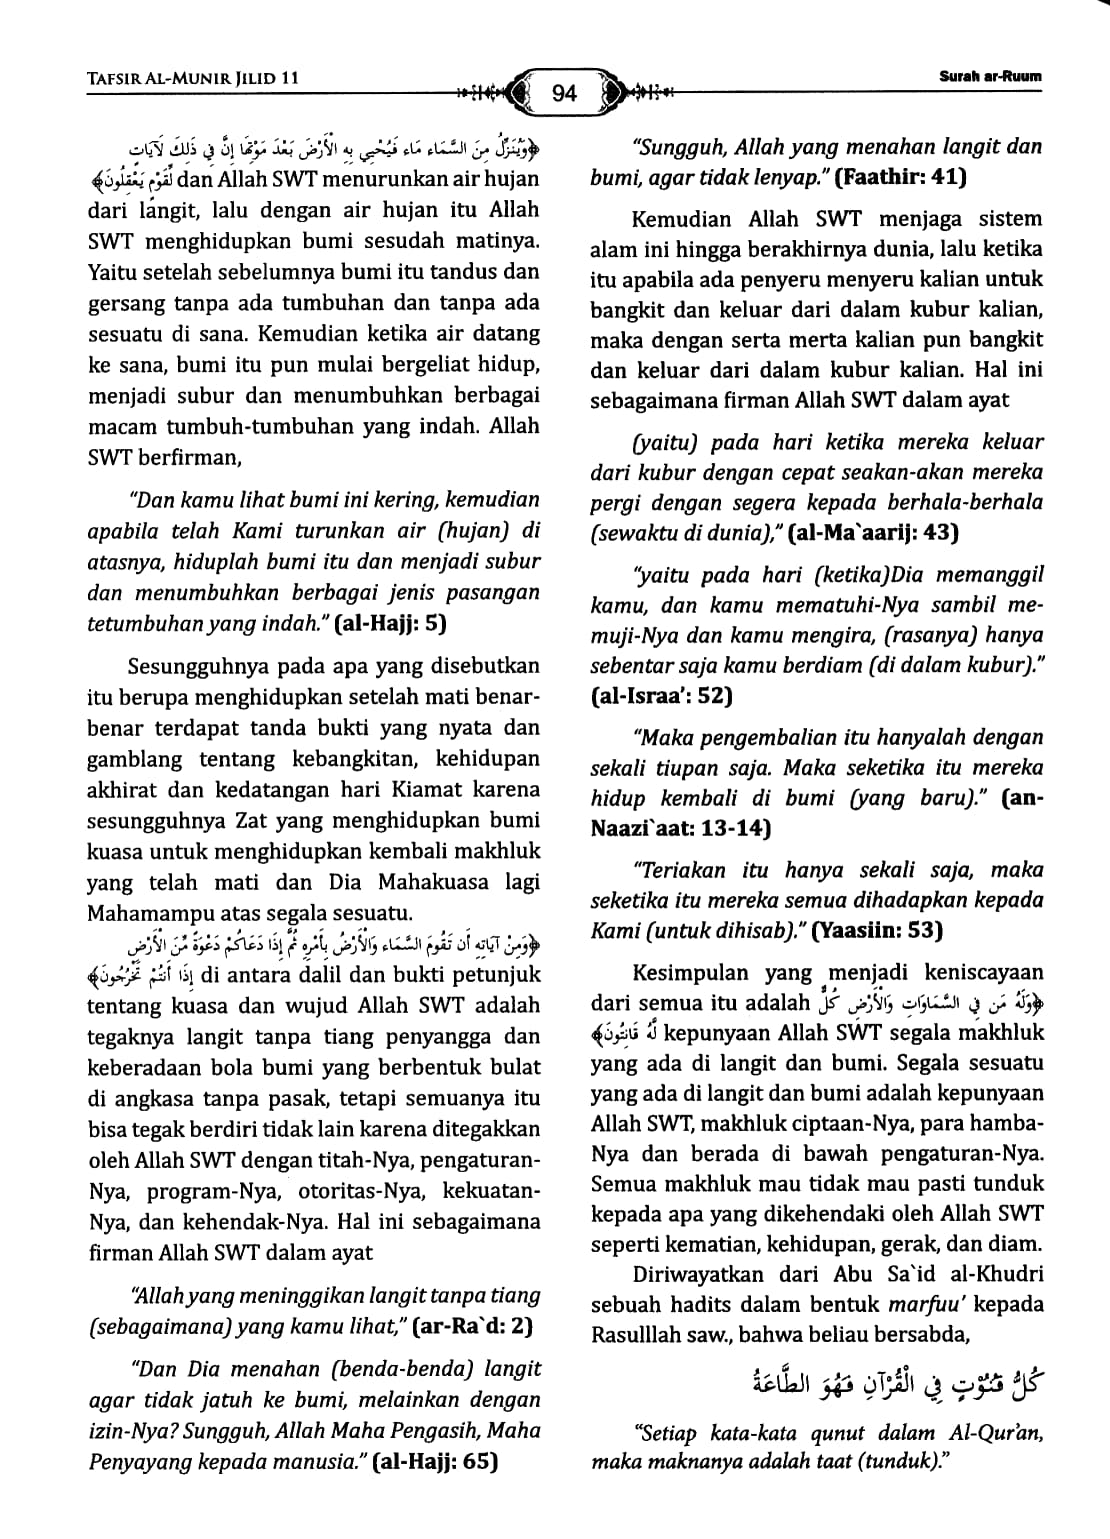 TAFSIR AL-MUNIR JILID 11
94
Surah ar-Ruum
﴿وَيُنَزِّلُ مِنَ السَّمَاءِ مَاءً فَيُحْيِي بِهِ الْأَرْضَ بَعْدَ مَوْتِهَا إِنَّ فِي ذَلِكَ لَآيَاتٍ
لِّقَوْمٍ يَعْقِلُونَ﴾ dan Allah SWT menurunkan air hujan
dari langit, lalu dengan air hujan itu Allah
SWT menghidupkan bumi sesudah matinya.
Yaitu setelah sebelumnya bumi itu tandus dan
gersang tanpa ada tumbuhan dan tanpa ada
sesuatu di sana. Kemudian ketika air datang
ke sana, bumi itu pun mulai bergeliat hidup,
menjadi subur dan menumbuhkan berbagai
macam tumbuh-tumbuhan yang indah. Allah
SWT berfirman,
“Dan kamu lihat bumi ini kering, kemudian
apabila telah Kami turunkan air (hujan) di
atasnya, hiduplah bumi itu dan menjadi subur
dan menumbuhkan berbagai jenis pasangan
tetumbuhan yang indah.” (al-Hajj: 5)
Sesungguhnya pada apa yang disebutkan
itu berupa menghidupkan setelah mati benar-
benar terdapat tanda bukti yang nyata dan
gamblang tentang kebangkitan, kehidupan
akhirat dan kedatangan hari Kiamat karena
sesungguhnya Zat yang menghidupkan bumi
kuasa untuk menghidupkan kembali makhluk
yang telah mati dan Dia Mahakuasa lagi
Mahamampu atas segala sesuatu.
﴿وَمِنْ آيَاتِهِ أَن تَقُومَ السَّمَاءُ وَالْأَرْضُ بِأَمْرِهِ ثُمَّ إِذَا دَعَاكُمْ دَعْوَةً مِّنَ الْأَرْضِ
إِذَا أَنتُمْ تَخْرُجُونَ﴾ di antara dalil dan bukti petunjuk
tentang kuasa dan wujud Allah SWT adalah
tegaknya langit tanpa tiang penyangga dan
keberadaan bola bumi yang berbentuk bulat
di angkasa tanpa pasak, tetapi semuanya itu
bisa tegak berdiri tidak lain karena ditegakkan
oleh Allah SWT dengan titah-Nya, pengaturan-
Nya, program-Nya, otoritas-Nya, kekuatan-
Nya, dan kehendak-Nya. Hal ini sebagaimana
firman Allah SWT dalam ayat
“Allah yang meninggikan langit tanpa tiang
(sebagaimana) yang kamu lihat,” (ar-Ra`d: 2)
“Dan Dia menahan (benda-benda) langit
agar tidak jatuh ke bumi, melainkan dengan
izin-Nya? Sungguh, Allah Maha Pengasih, Maha
Penyayang kepada manusia.” (al-Hajj: 65)
“Sungguh, Allah yang menahan langit dan
bumi, agar tidak lenyap.” (Faathir: 41)
Kemudian Allah SWT menjaga sistem
alam ini hingga berakhirnya dunia, lalu ketika
itu apabila ada penyeru menyeru kalian untuk
bangkit dan keluar dari dalam kubur kalian,
maka dengan serta merta kalian pun bangkit
dan keluar dari dalam kubur kalian. Hal ini
sebagaimana firman Allah SWT dalam ayat
(yaitu) pada hari ketika mereka keluar
dari kubur dengan cepat seakan-akan mereka
pergi dengan segera kepada berhala-berhala
(sewaktu di dunia),” (al-Ma`aarij: 43)
“yaitu pada hari (ketika)Dia memanggil
kamu, dan kamu mematuhi-Nya sambil me-
muji-Nya dan kamu mengira, (rasanya) hanya
sebentar saja kamu berdiam (di dalam kubur).”
(al-Israa’: 52)
“Maka pengembalian itu hanyalah dengan
sekali tiupan saja. Maka seketika itu mereka
hidup kembali di bumi (yang baru).” (an-
Naazi`aat: 13-14)
“Teriakan itu hanya sekali saja, maka
seketika itu mereka semua dihadapkan kepada
Kami (untuk dihisab).” (Yaasiin: 53)
Kesimpulan yang menjadi keniscayaan
dari semua itu adalah ﴿وَلَهُ مَن فِي السَّمَاوَاتِ وَالْأَرْضِ كُلٌّ
لَّهُ قَانِتُونَ﴾ kepunyaan Allah SWT segala makhluk
yang ada di langit dan bumi. Segala sesuatu
yang ada di langit dan bumi adalah kepunyaan
Allah SWT, makhluk ciptaan-Nya, para hamba-
Nya dan berada di bawah pengaturan-Nya.
Semua makhluk mau tidak mau pasti tunduk
kepada apa yang dikehendaki oleh Allah SWT
seperti kematian, kehidupan, gerak, dan diam.
Diriwayatkan dari Abu Sa`id al-Khudri
sebuah hadits dalam bentuk marfuu’ kepada
Rasulllah saw., bahwa beliau bersabda,
كُلُّ قُنُوْتٍ فِي الْقُرْآنِ فَهُوَ الطَّاعَةُ
“Setiap kata-kata qunut dalam Al-Qur’an,
maka maknanya adalah taat (tunduk).”